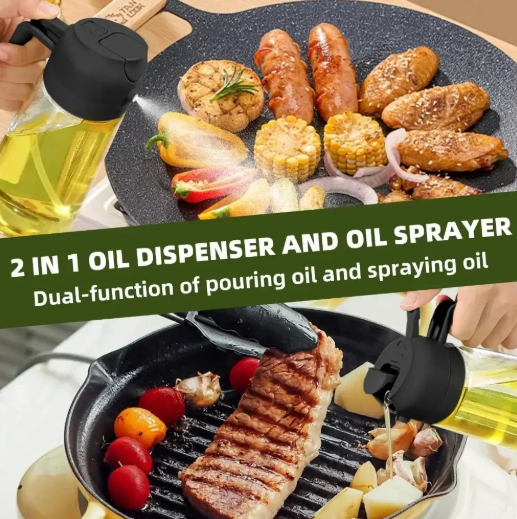 2 IN 1 OIL DISPENSER AND OIL SPRAYER
Dual-function of pouring oil and spraying oil